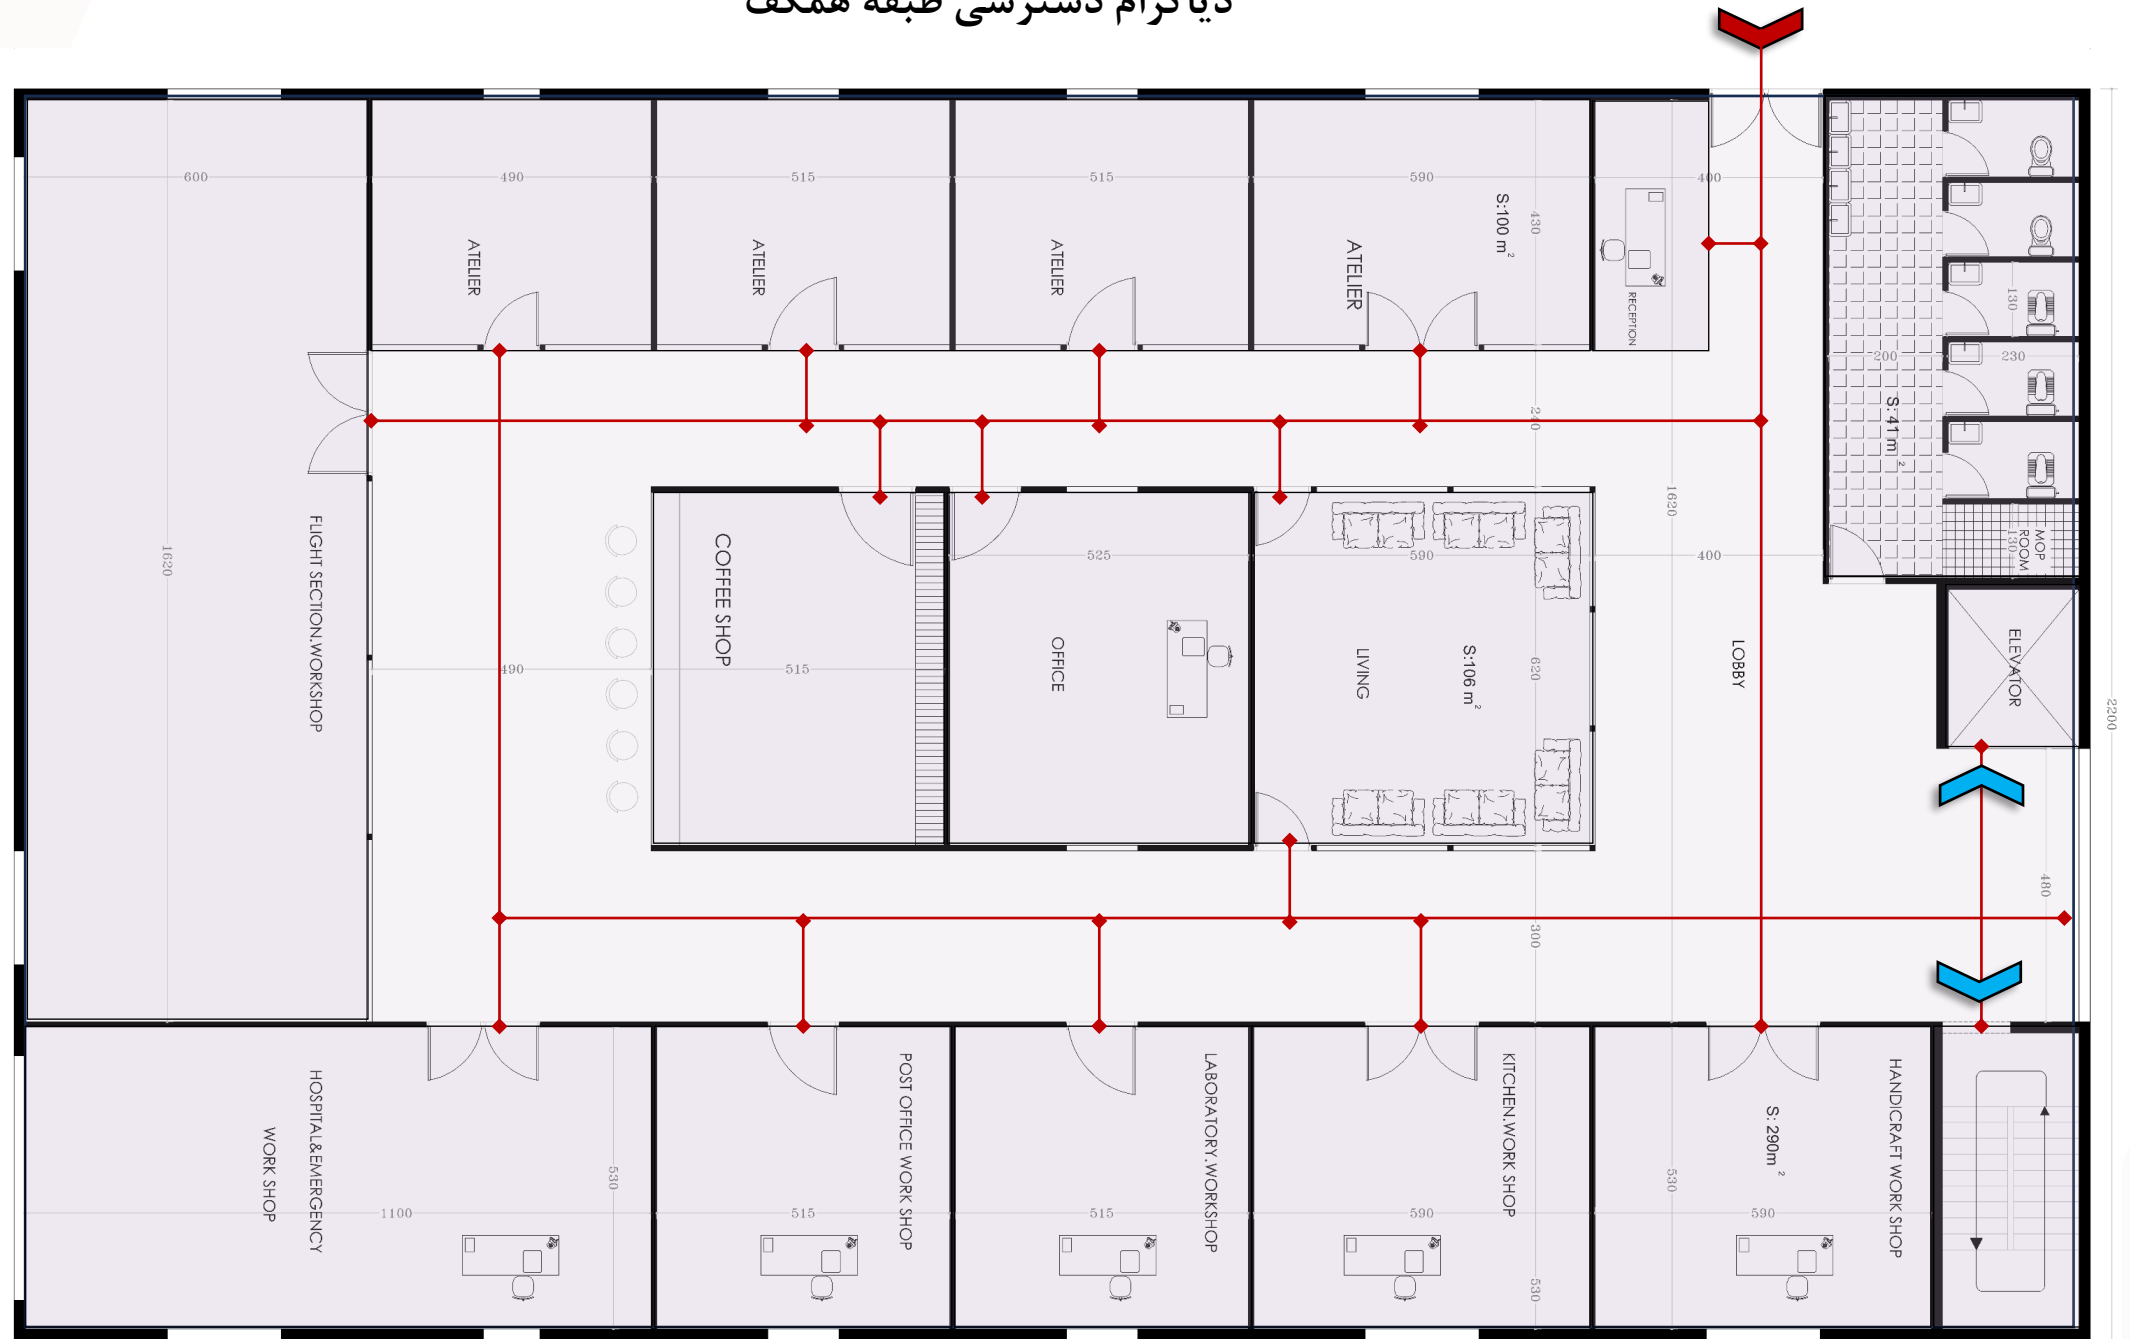 دیاگرام دسترسی طبقه همکف
600
490
515
515
590
400
S:100 m²
430
ATELIER
ATELIER
ATELIER
ATELIER
RECEPTION
130
200
230
240
S: 41 m²
1620
1620
FLIGHT SECTION.WORKSHOP
COFFEE SHOP
525
590
400
MOP
ROOM
130
490
515
OFFICE
LIVING
S:106 m²
620
LOBBY
ELEVATOR
2200
480
300
HOSPITAL&EMERGENCY
WORK SHOP
530
1100
POST OFFICE WORK SHOP
515
LABORATORY.WORKSHOP
515
KITCHEN.WORK SHOP
590
530
530
S: 290m²
590
HANDICRAFT WORK SHOP